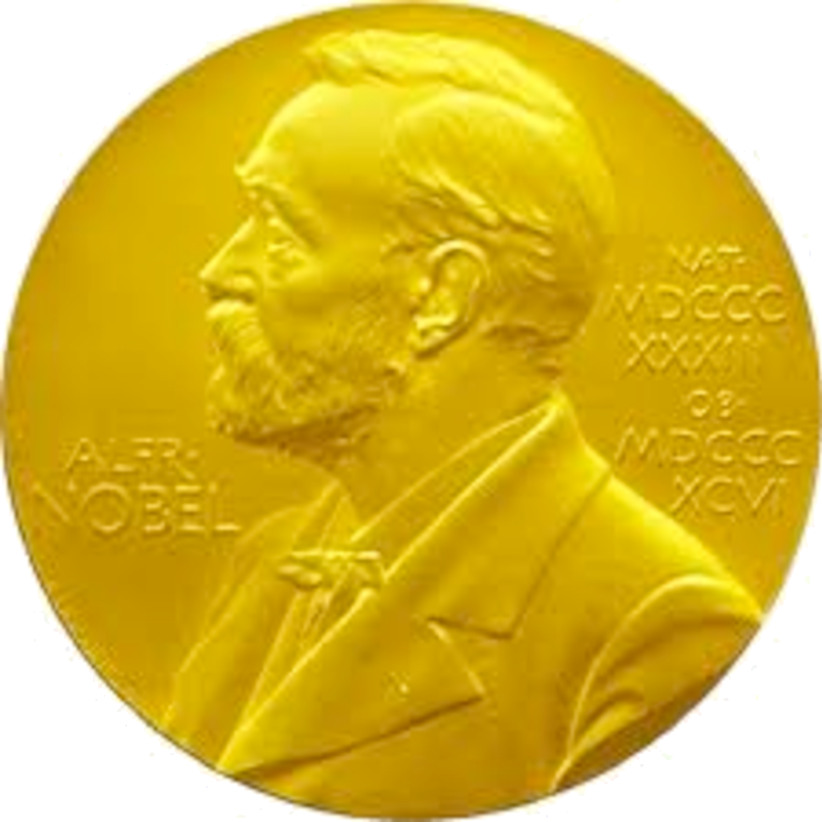 ALFR·
NOBEL
NAT·
MDCCC
XXXIII
OB·
MDCCC
XCVI